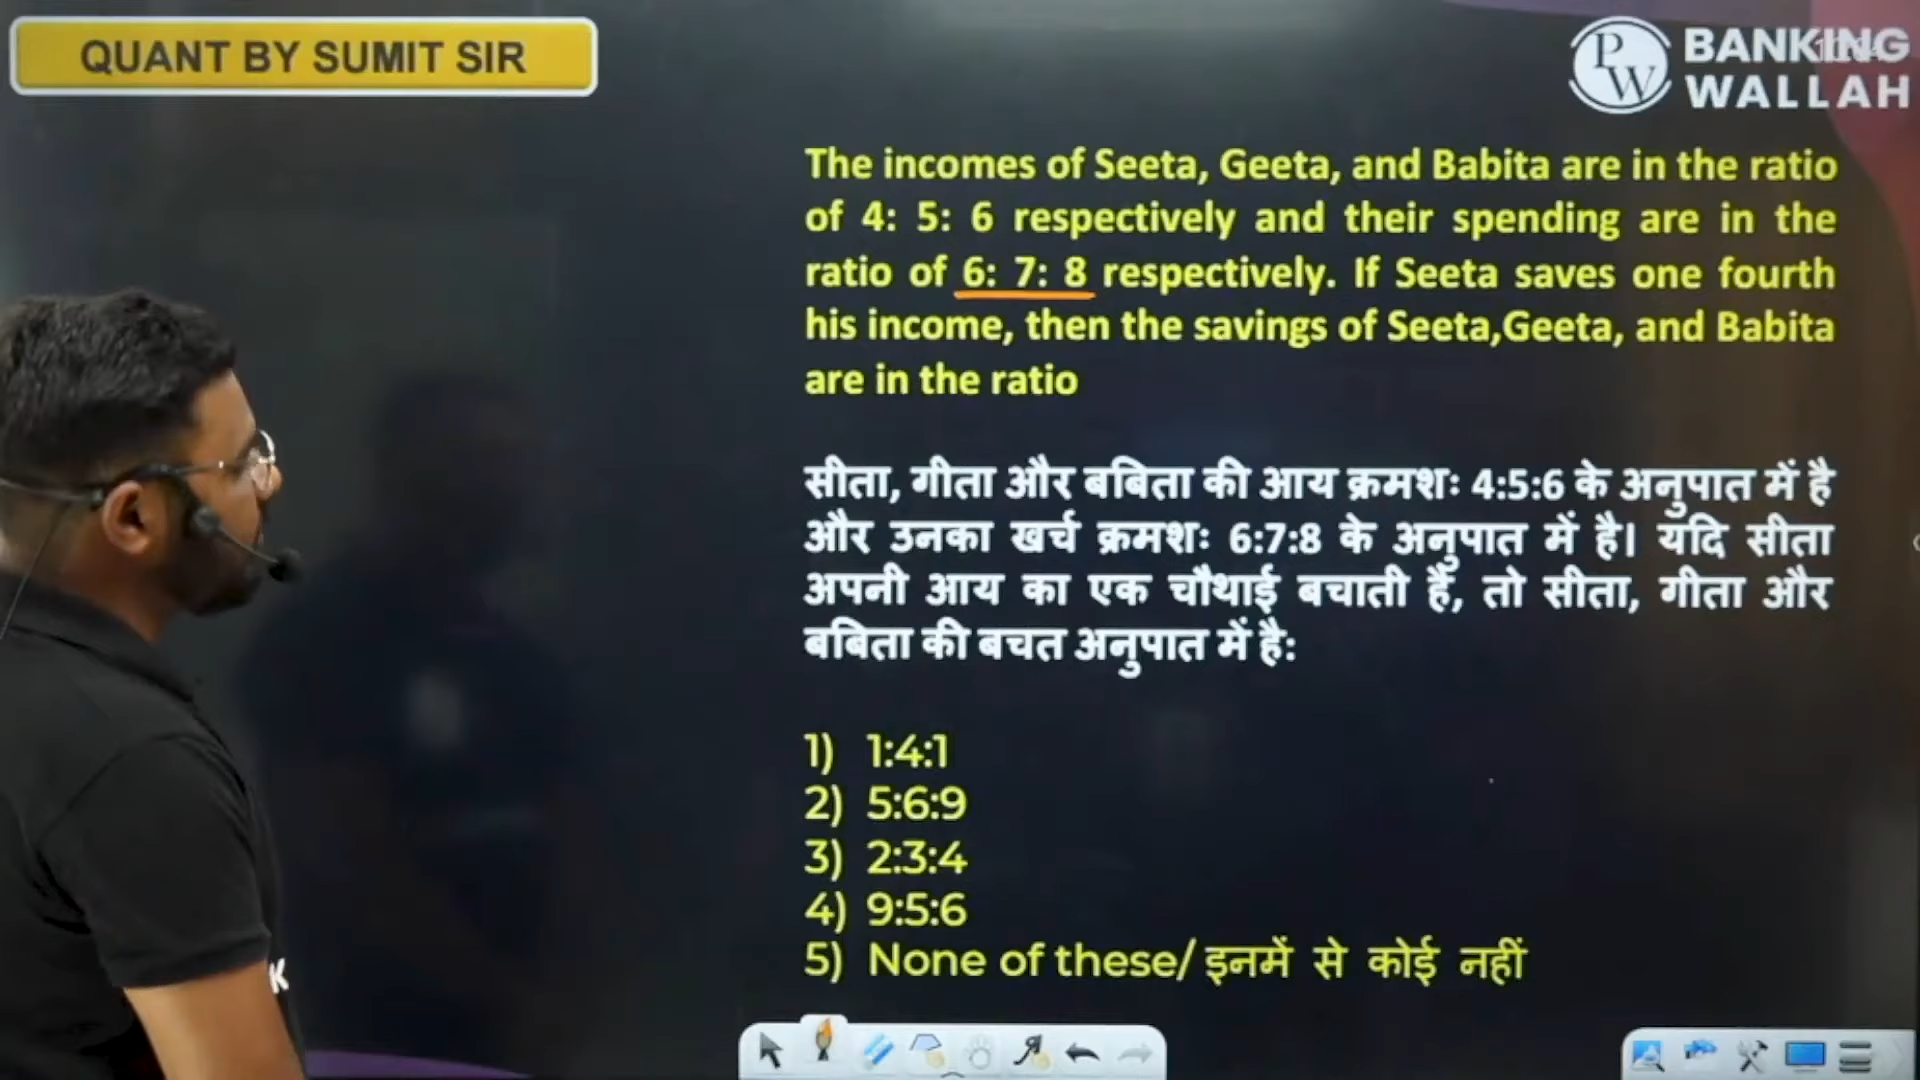 QUANT BY SUMIT SIR
PW
BANKING
WALLAH
The incomes of Seeta, Geeta, and Babita are in the ratio
of 4: 5: 6 respectively and their spending are in the
ratio of 6: 7: 8 respectively. If Seeta saves one fourth
his income, then the savings of Seeta,Geeta, and Babita
are in the ratio
सीता, गीता और बबिता की आय क्रमशः 4:5:6 के अनुपात में है
और उनका खर्च क्रमशः 6:7:8 के अनुपात में है। यदि सीता
अपनी आय का एक चौथाई बचाती है, तो सीता, गीता और
बबिता की बचत अनुपात में है:
1) 1:4:1
2) 5:6:9
3) 2:3:4
4) 9:5:6
5) None of these/ इनमें से कोई नहीं
K